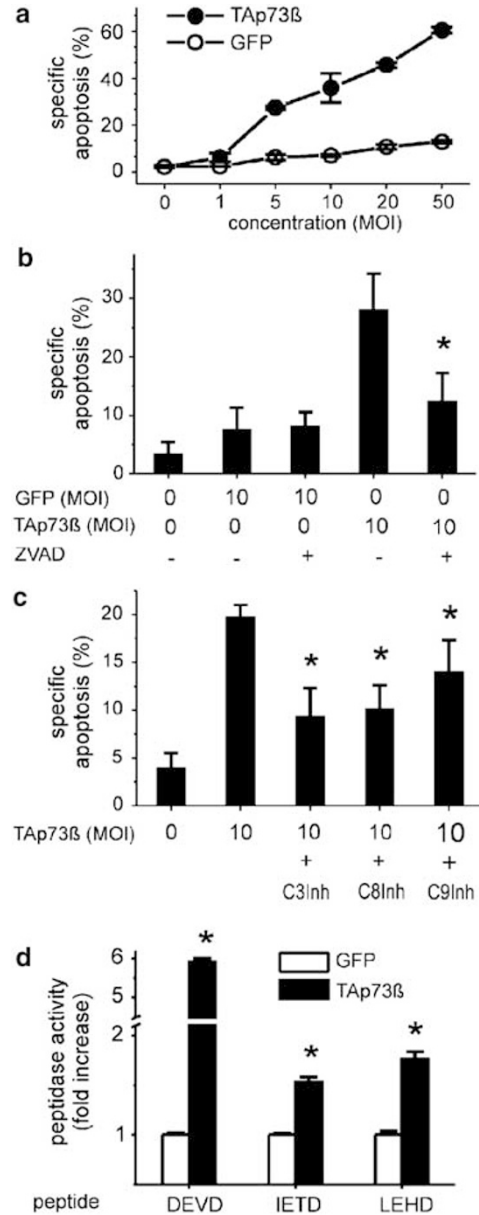 a
TAp73ß
GFP
specific
apoptosis (%)
60
40
20
0
0 1 5 10 20 50
concentration (MOI)
b
specific
apoptosis (%)
30
20
10
0
*
GFP (MOI) 0 10 10 0 0
TAp73ß (MOI) 0 0 0 10 10
ZVAD - - + - +
c
specific
apoptosis (%)
20
15
10
5
0
* * *
TAp73ß (MOI) 0 10 10 10 10
+ + +
C3Inh C8Inh C9Inh
d
GFP
TAp73ß
peptidase activity
(fold increase)
6
5
2
1
* * *
peptide DEVD IETD LEHD